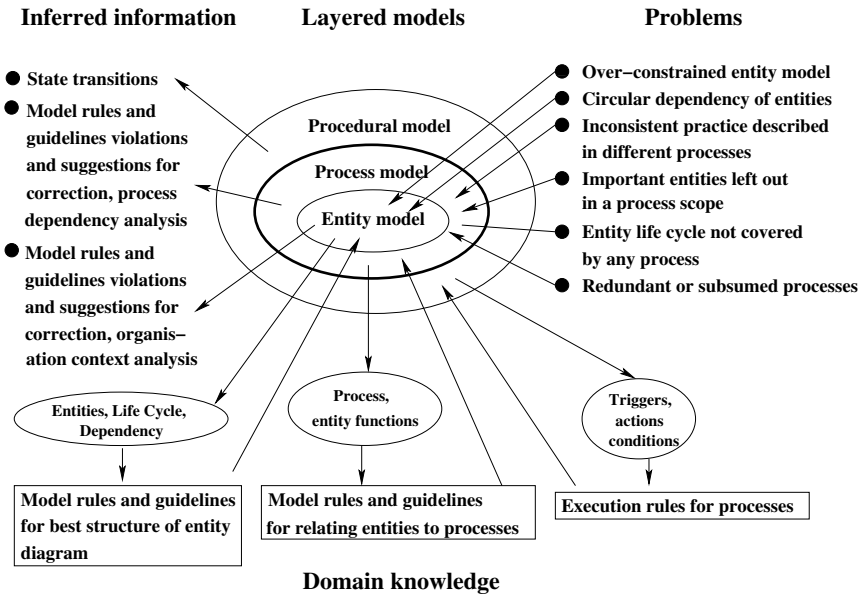 Inferred information
Layered models
Problems
State transitions
Model rules and
guidelines violations
and suggestions for
correction, process
dependency analysis
Model rules and
guidelines violations
and suggestions for
correction, organis−
ation context analysis
Procedural model
Process model
Entity model
Over−constrained entity model
Circular dependency of entities
Inconsistent practice described
in different processes
Important entities left out
in a process scope
Entity life cycle not covered
by any process
Redundant or subsumed processes
Entities, Life Cycle,
Dependency
Process,
entity functions
Triggers,
actions
conditions
Model rules and guidelines
for best structure of entity
diagram
Model rules and guidelines
for relating entities to processes
Execution rules for processes
Domain knowledge